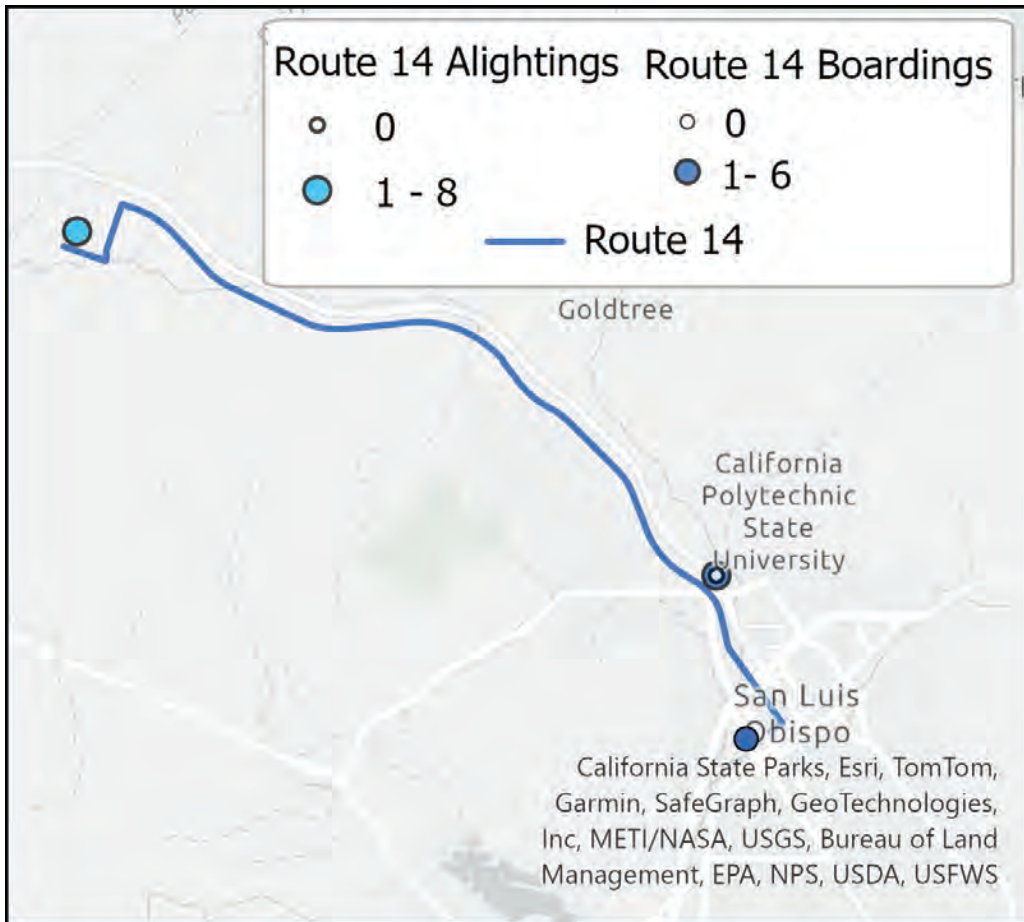 Route 14 Alightings
0
1 - 8
Route 14 Boardings
0
1- 6
Route 14
Goldtree
California
Polytechnic
State
University
San Luis
Obispo
California State Parks, Esri, TomTom,
Garmin, SafeGraph, GeoTechnologies,
Inc, METI/NASA, USGS, Bureau of Land
Management, EPA, NPS, USDA, USFWS